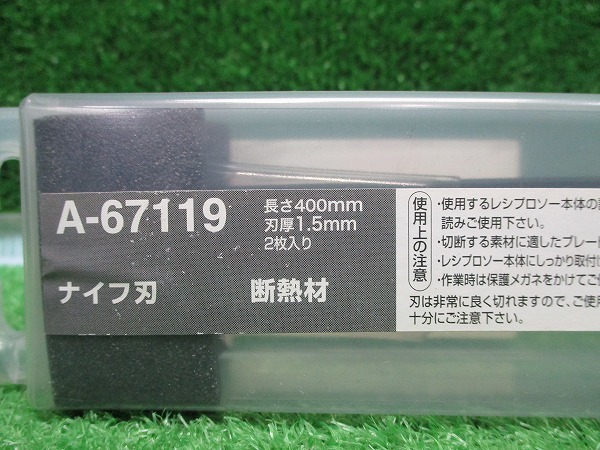 A-67119
長さ400mm
刃厚1.5mm
2枚入り
ナイフ刃
断熱材
使用上の注意
・使用するレシプロソー本体の
読みご使用下さい。
・切断する素材に適したブレー
・レシプロソー本体にしっかり取付
・作業時は保護メガネをかけてご
刃は非常に良く切れますので、ご使用
十分にご注意下さい。